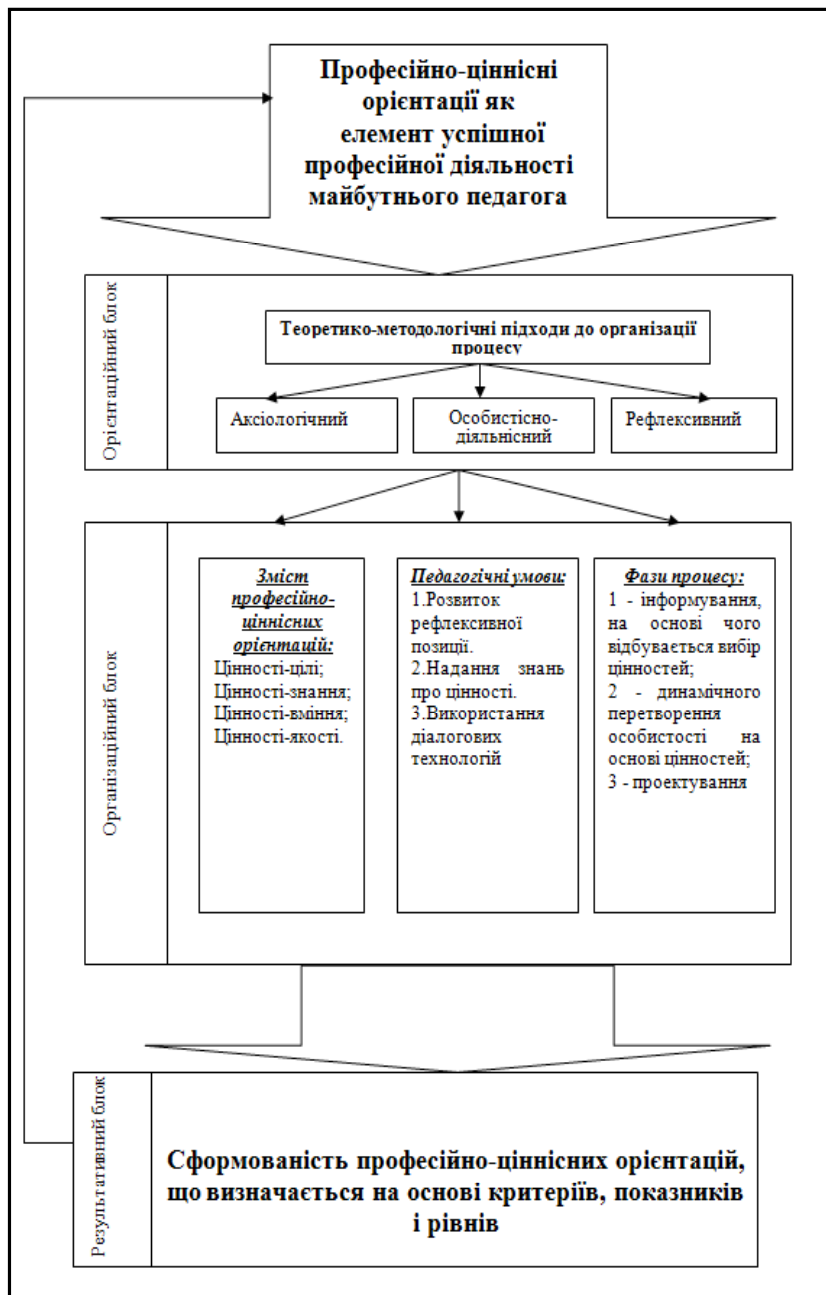 Професійно-ціннісні
орієнтації як
елемент успішної
професійної діяльності
майбутнього педагога
Орієнтаційний блок
Теоретико-методологічні підходи до організації
процесу
Аксіологічний
Особистісно-
діяльнісний
Рефлексивний
Організаційний блок
Зміст
професійно-
ціннісних
орієнтацій:
Цінності-цілі;
Цінності-знання;
Цінності-вміння;
Цінності-якості.
Педагогічні умови:
1.Розвиток
рефлексивної
позиції.
2.Надання знань
про цінності.
3.Використання
діалогових
технологій
Фази процесу:
1 - інформування,
на основі чого
відбувається вибір
цінностей;
2 - динамічного
перетворення
особистості на
основі цінностей;
3 - проектування
Результативний блок
Сформованість професійно-ціннісних орієнтацій,
що визначається на основі критеріїв, показників
і рівнів